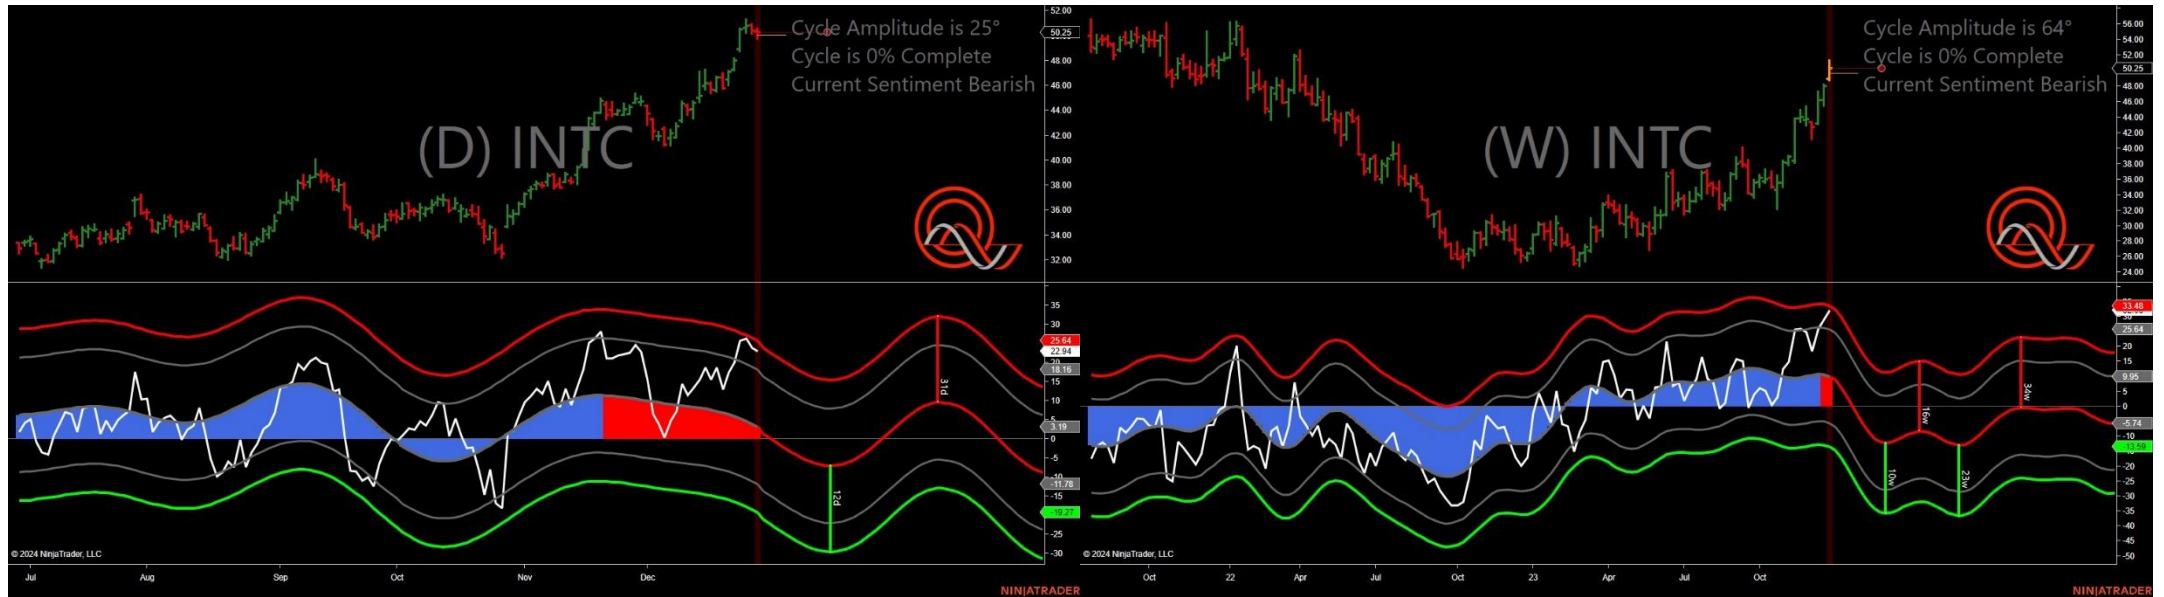 Cycle Amplitude is 25°
Cycle is 0% Complete
Current Sentiment Bearish
(D) INTC
52.00
50.25
48.00
46.00
44.00
42.00
40.00
38.00
36.00
34.00
32.00
35
30
25.64
22.94
20
18.16
15
10
5
3.19
0
-5
-11.78
-15
-19.27
-25
-30
31d
12d
© 2024 NinjaTrader, LLC
Jul
Aug
Sep
Oct
Nov
Dec
NINJATRADER
Cycle Amplitude is 64°
Cycle is 0% Complete
Current Sentiment Bearish
(W) INTC
56.00
54.00
52.00
50.25
48.00
46.00
44.00
42.00
40.00
38.00
36.00
34.00
32.00
30.00
28.00
26.00
24.00
33.48
30
25.64
20
15
9.95
5
0
-5.74
-10
-13.59
-20
-25
-30
-35
-40
-45
-50
10w
16w
23w
34w
© 2024 NinjaTrader, LLC
Oct
22
Apr
Jul
Oct
23
Apr
Jul
Oct
NINJATRADER